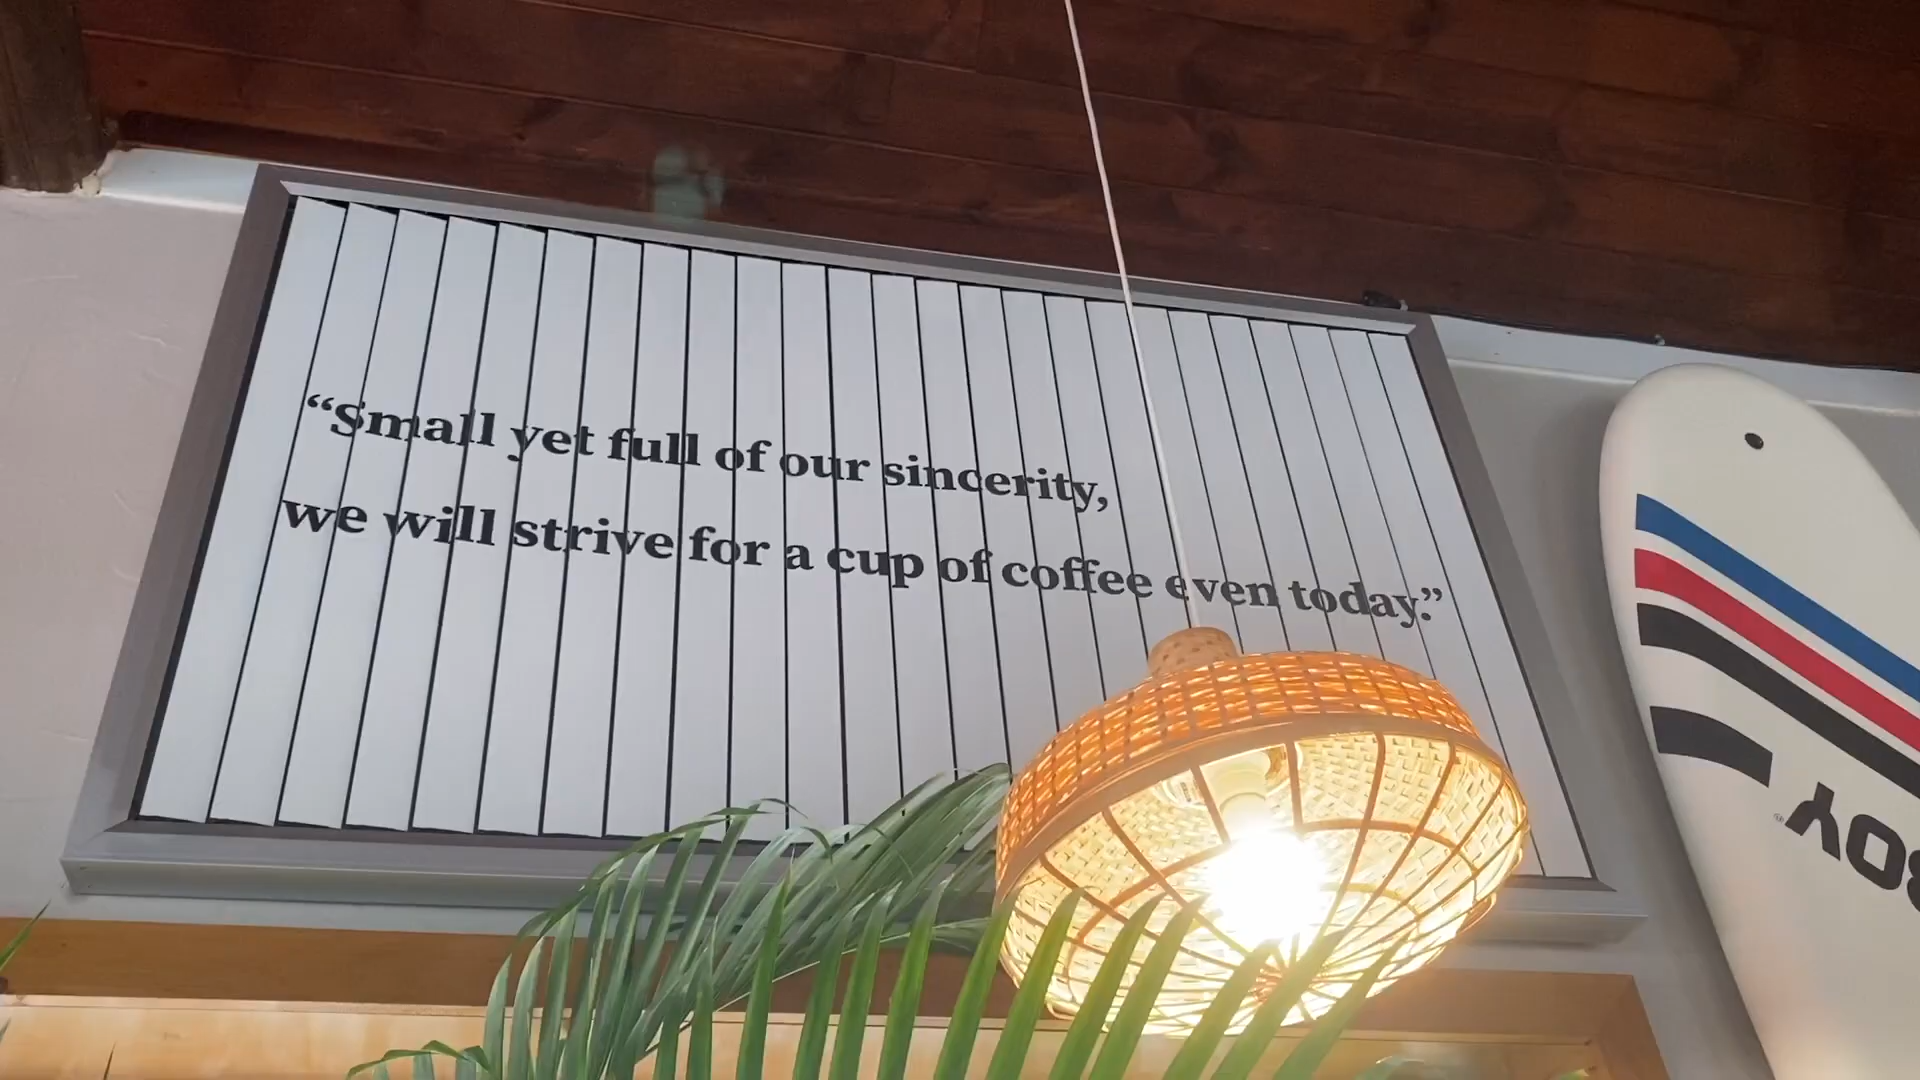 “Small yet full of our sincerity,
we will strive for a cup of coffee even today.”